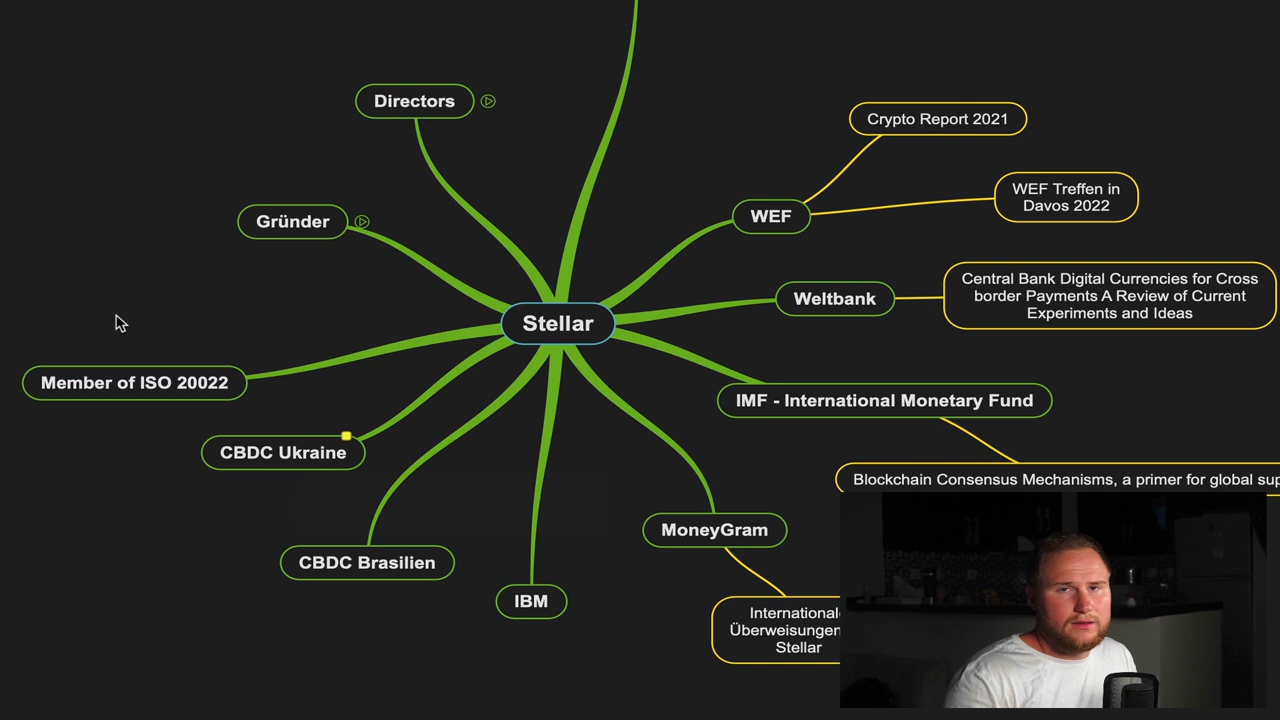 Directors
Crypto Report 2021
WEF Treffen in
Davos 2022
Gründer
WEF
Central Bank Digital Currencies for Cross
border Payments A Review of Current
Experiments and Ideas
Weltbank
Stellar
Member of ISO 20022
IMF - International Monetary Fund
CBDC Ukraine
Blockchain Consensus Mechanisms, a primer for global
MoneyGram
CBDC Brasilien
IBM
International
Überweisungen
Stellar